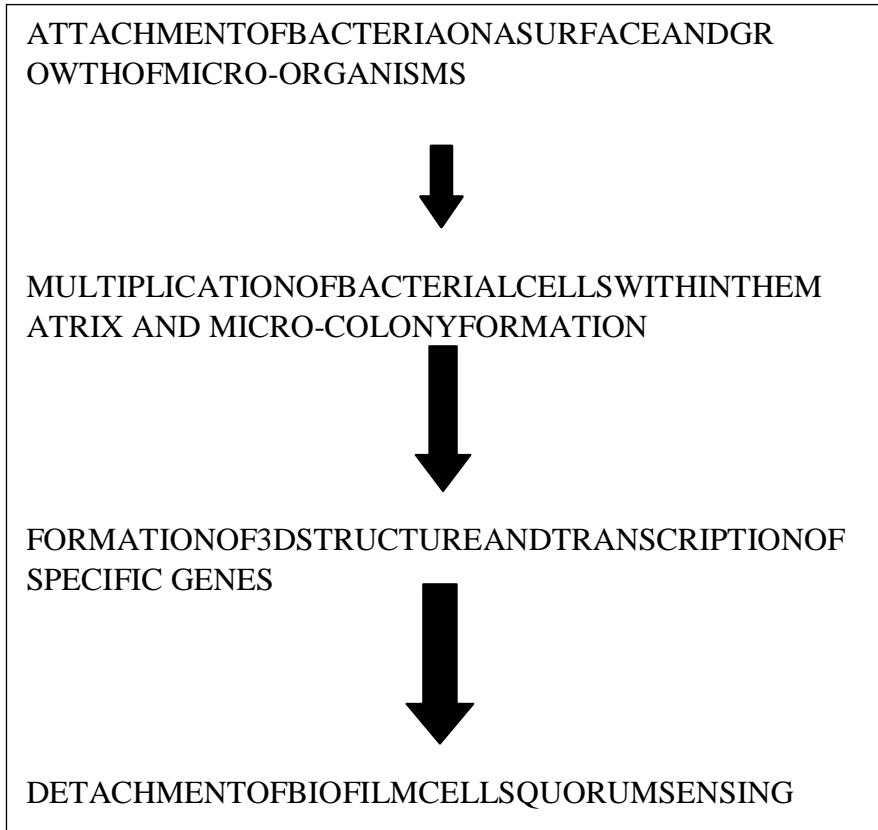 ATTACHMENTOFBACTERIAONASURFACEANDGR
OWTHOFMICRO-ORGANISMS
MULTIPLICATIONOFBACTERIALCELLSWITHINTHEM
ATRIX AND MICRO-COLONYFORMATION
FORMATIONOF3DSTRUCTUREANDTRANSCRIPTIONOF
SPECIFIC GENES
DETACHMENTOFBIOFILMCELLSQUORUMSENSING